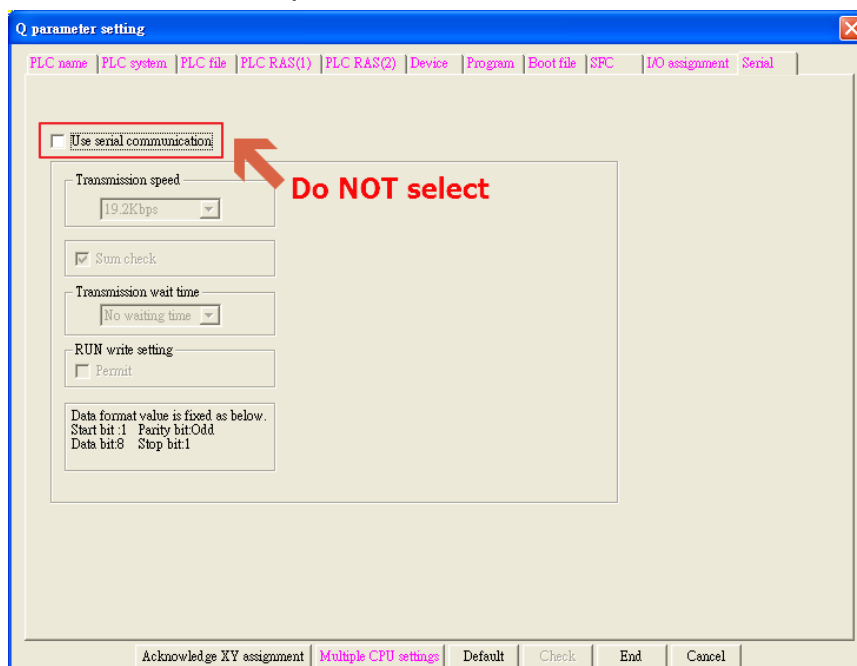 Q parameter setting
PLC name PLC system PLC file PLC RAS(1) PLC RAS(2) Device Program Boot file SFC I/O assignment Serial
Use serial communication
Do NOT select
Transmission speed
19.2Kbps
Sum check
Transmission wait time
No waiting time
RUN write setting
Permit
Data format value is fixed as below.
Start bit :1 Parity bit:Odd
Data bit:8 Stop bit:1
Acknowledge XY assignment Multiple CPU settings Default Check End Cancel